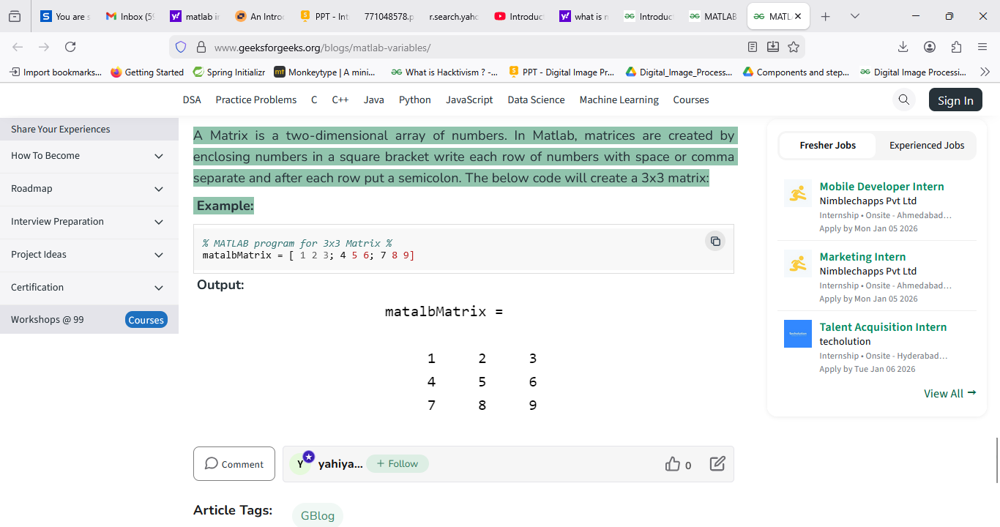 You are s
Inbox (5
matlab in
An Intro
PPT - Int
771048578.p
r.search.yaho
Introduc
what is m
Introduc
MATLAB
MATL
www.geeksforgeeks.org/blogs/matlab-variables/
Import bookmarks...
Getting Started
Spring Initializr
mt
Monkeytype | A mini...
What is Hacktivism ? -...
PPT - Digital Image Pr...
Digital_Image_Process...
Components and step...
Digital Image Processi...
DSA
Practice Problems
C
C++
Java
Python
JavaScript
Data Science
Machine Learning
Courses
Sign In
Share Your Experiences
How To Become
Roadmap
Interview Preparation
Project Ideas
Certification
Workshops @ 99
Courses
A Matrix is a two-dimensional array of numbers. In Matlab, matrices are created by
enclosing numbers in a square bracket write each row of numbers with space or comma
separate and after each row put a semicolon. The below code will create a 3x3 matrix:
Example:
% MATLAB program for 3x3 Matrix %
matalbMatrix = [ 1 2 3; 4 5 6; 7 8 9]
Output:
matalbMatrix =
1 2 3
4 5 6
7 8 9
Comment
Y
yahiya...
+ Follow
0
Article Tags:
GBlog
Fresher Jobs
Experienced Jobs
Mobile Developer Intern
Nimblechapps Pvt Ltd
Internship • Onsite - Ahmedabad...
Apply by Mon Jan 05 2026
Marketing Intern
Nimblechapps Pvt Ltd
Internship • Onsite - Ahmedabad...
Apply by Mon Jan 05 2026
Talent Acquisition Intern
techolution
Internship • Onsite - Hyderabad...
Apply by Tue Jan 06 2026
View All